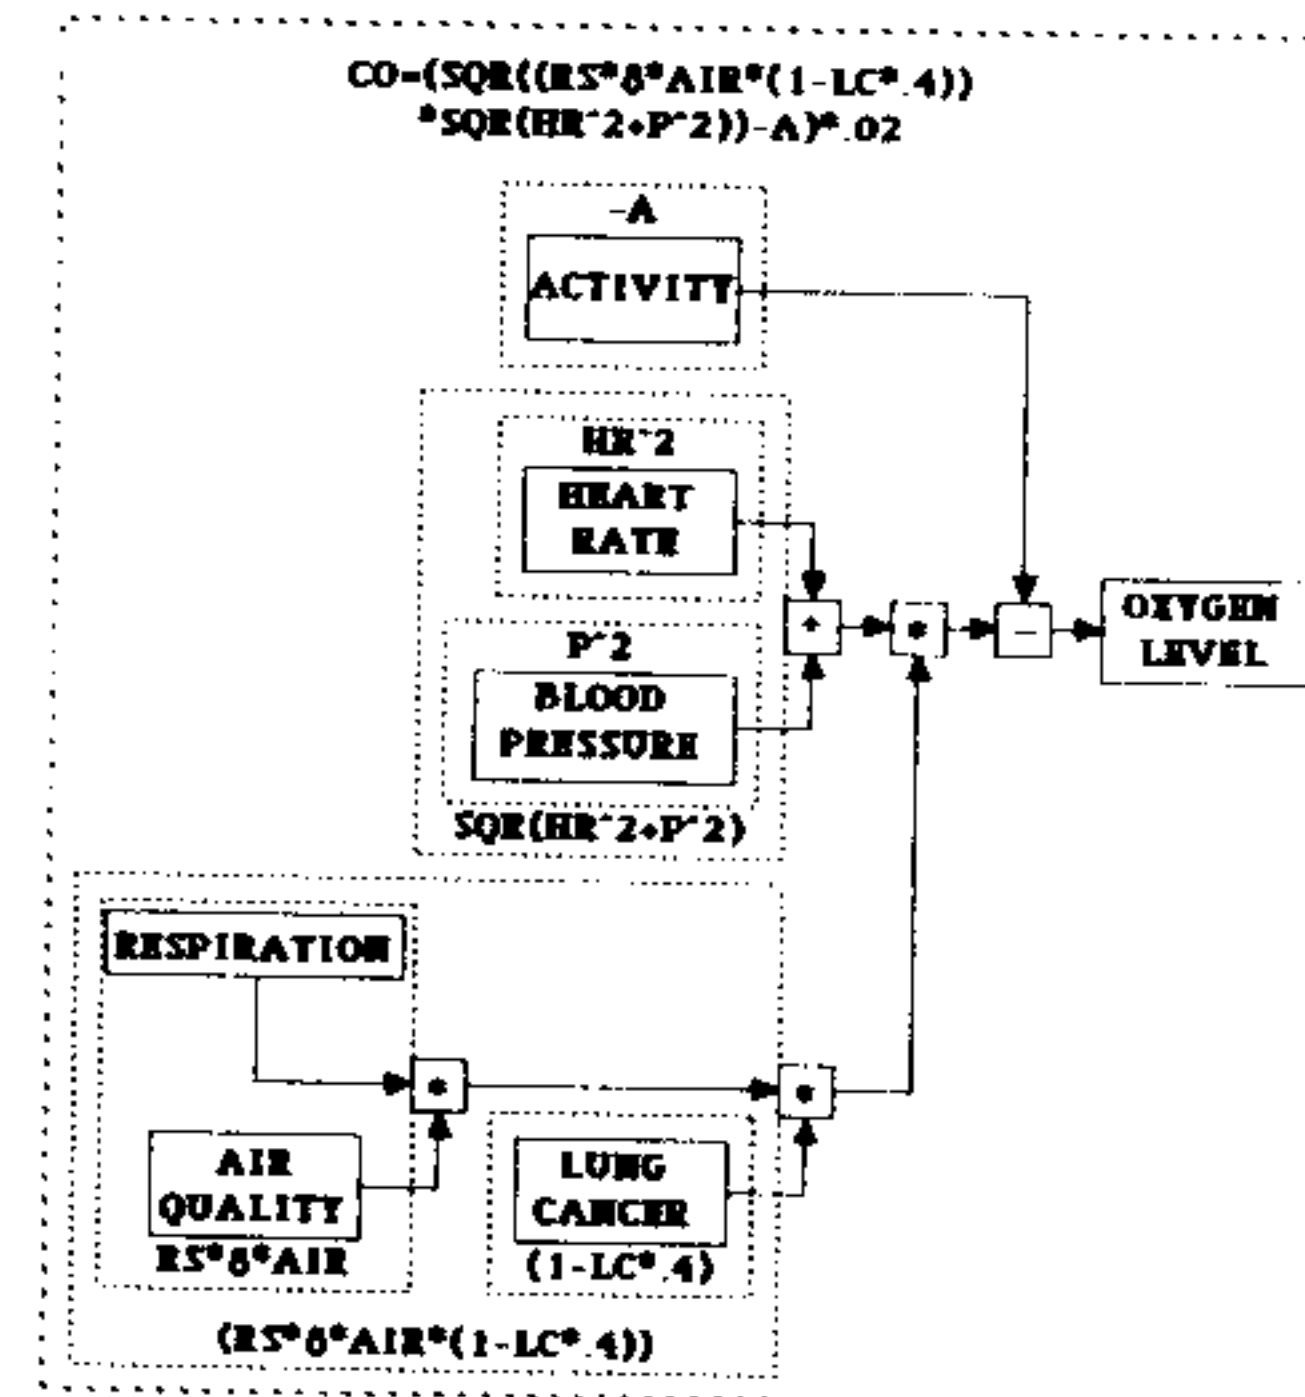 CO=(SQR((RS*8*AIR*(1-LC*.4))
*SQR(HR^2+P^2))-A)*.02
-A
ACTIVITY
HR^2
HEART
RATE
+
*
-
OXYGEN
LEVEL
P^2
BLOOD
PRESSURE
SQR(HR^2+P^2)
RESPIRATION
*
*
AIR
QUALITY
RS*8*AIR
LUNG
CANCER
(1-LC*.4)
(RS*8*AIR*(1-LC*.4))